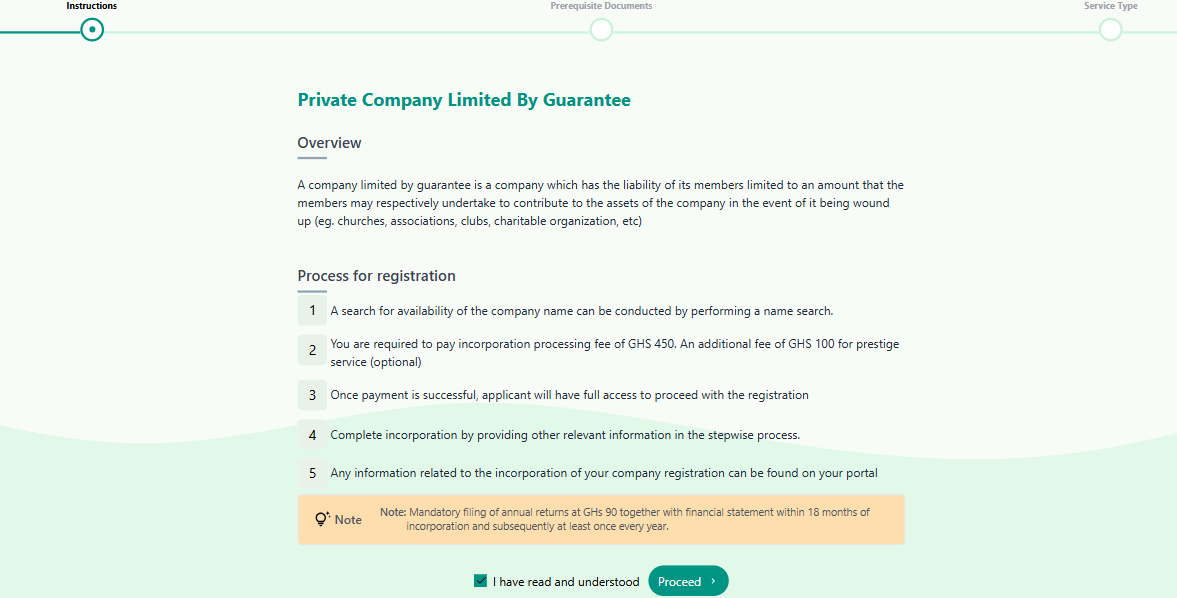 Instructions
Prerequisite Documents
Service Type
Private Company Limited By Guarantee
Overview
A company limited by guarantee is a company which has the liability of its members limited to an amount that the
members may respectively undertake to contribute to the assets of the company in the event of it being wound
up (eg. churches, associations, clubs, charitable organization, etc)
Process for registration
1 A search for availability of the company name can be conducted by performing a name search.
2 You are required to pay incorporation processing fee of GHS 450. An additional fee of GHS 100 for prestige
service (optional)
3 Once payment is successful, applicant will have full access to proceed with the registration
4 Complete incorporation by providing other relevant information in the stepwise process.
5 Any information related to the incorporation of your company registration can be found on your portal
Note
Note: Mandatory filing of annual returns at GHs 90 together with financial statement within 18 months of
incorporation and subsequently at least once every year.
I have read and understood
Proceed